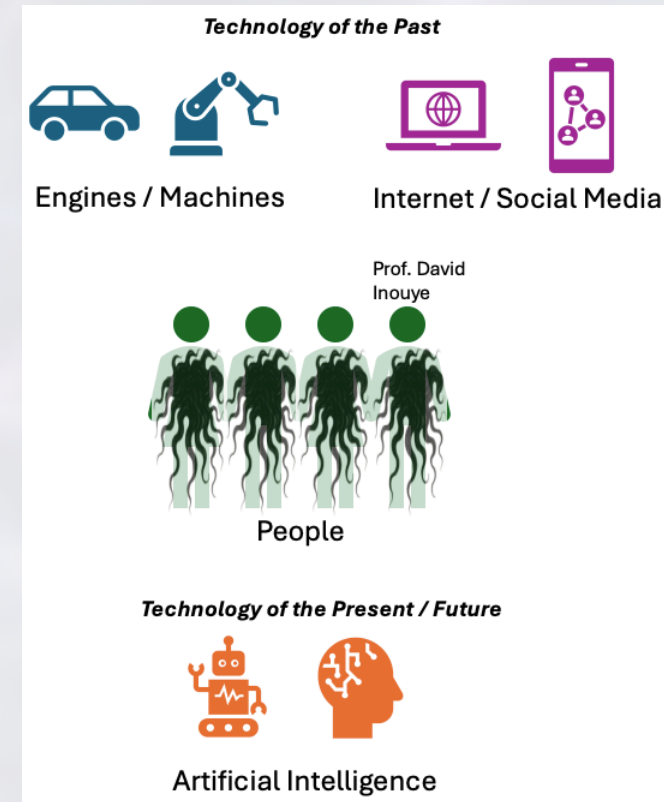 Technology of the Past
Engines / Machines
Internet / Social Media
Prof. David
Inouye
People
Technology of the Present / Future
Artificial Intelligence